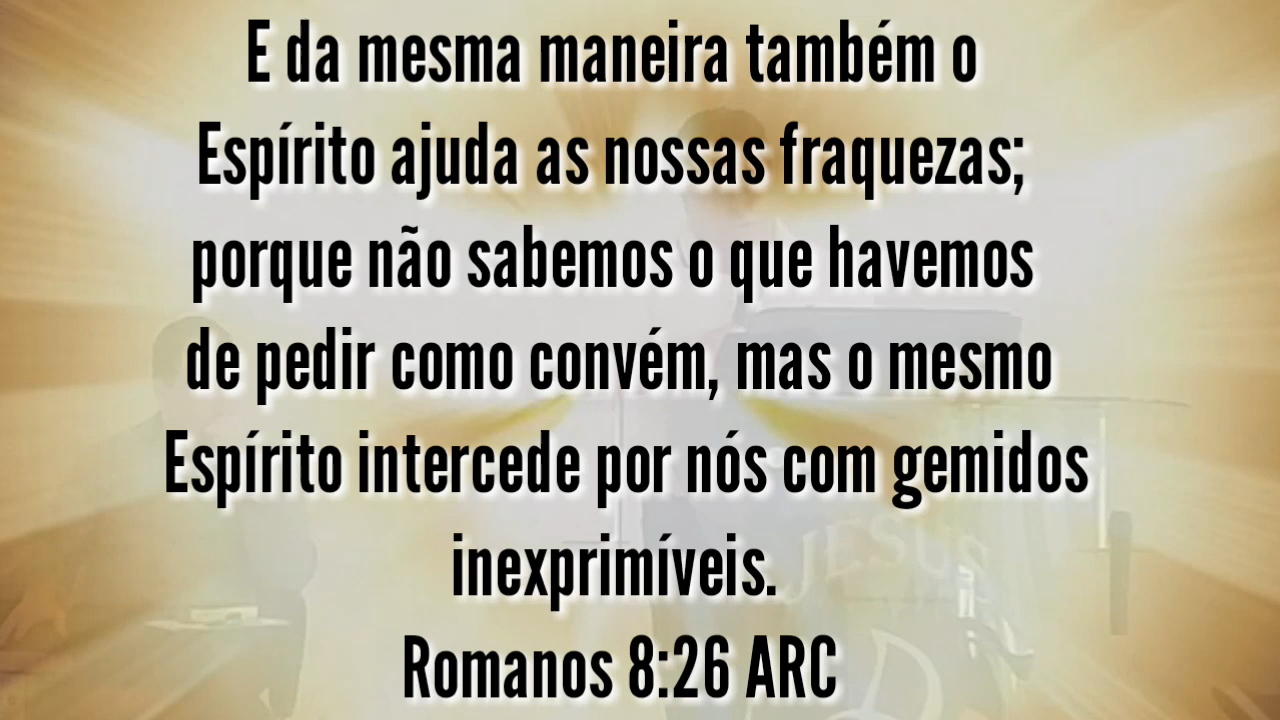 E da mesma maneira também o
Espírito ajuda as nossas fraquezas;
porque não sabemos o que havemos
de pedir como convém, mas o mesmo
Espírito intercede por nós com gemidos
inexprimíveis.
JESUS
Romanos 8:26 ARC